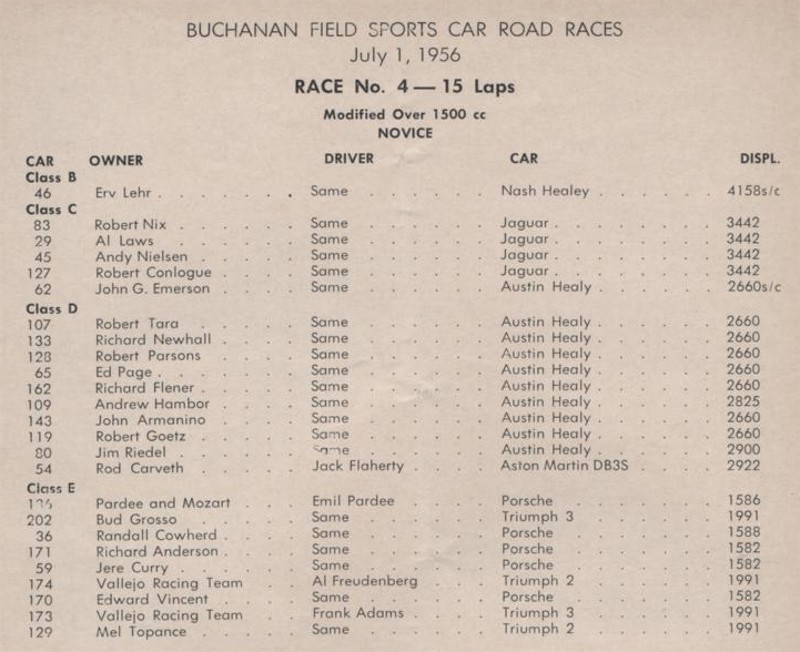 BUCHANAN FIELD SPORTS CAR ROAD RACES
July 1, 1956
RACE No. 4 — 15 Laps
Modified Over 1500 cc
NOVICE
CAR OWNER DRIVER CAR DISPL.
Class B
46 Erv Lehr . . . . . . . Same . . . . . . Nash Healey . . . . . . 4158s/c
Class C
83 Robert Nix . . . . . Same . . . . . . Jaguar . . . . . . . . 3442
29 Al Laws . . . . . Same . . . . . . Jaguar . . . . . . . . 3442
45 Andy Nielsen . . . . . Same . . . . . . Jaguar . . . . . . . . 3442
127 Robert Conlogue . . . . Same . . . . . . Jaguar . . . . . . . . 3442
62 John G. Emerson . . . . Same . . . . . . Austin Healy . . . . . . 2660s/c
Class D
107 Robert Tara . . . . . Same . . . . . . Austin Healy . . . . . . 2660
133 Richard Newhall . . . . Same . . . . . . Austin Healy . . . . . . 2660
128 Robert Parsons . . . . Same . . . . . . Austin Healy . . . . . . 2660
65 Ed Page . . . . . . . Same . . . . . . Austin Healy . . . . . . 2660
162 Richard Flener . . . . . Same . . . . . . Austin Healy . . . . . . 2660
109 Andrew Hambor . . . . Same . . . . . . Austin Healy . . . . . . 2825
143 John Armanino . . . . Same . . . . . . Austin Healy . . . . . . 2660
119 Robert Goetz . . . . . Same . . . . . . Austin Healy . . . . . . 2660
80 Jim Riedel . . . . . Same . . . . . . Austin Healy . . . . . . 2900
54 Rod Carveth . . . . . Jack Flaherty . . . . Aston Martin DB3S . . . . 2922
Class E
Pardee and Mozart . . . Emil Pardee . . . . Porsche . . . . . . . 1586
202 Bud Grosso . . . . . Same . . . . . . Triumph 3 . . . . . . . 1991
36 Randall Cowherd . . . . Same . . . . . . Porsche . . . . . . . 1588
171 Richard Anderson . . . . Same . . . . . . Porsche . . . . . . . 1582
59 Jere Curry . . . . . . Same . . . . . . Porsche . . . . . . . 1582
174 Vallejo Racing Team . . Al Freudenberg . . . . Triumph 2 . . . . . . . 1991
170 Edward Vincent . . . . Same . . . . . . Porsche . . . . . . . 1582
173 Vallejo Racing Team . . Frank Adams . . . . Triumph 3 . . . . . . . 1991
129 Mel Topance . . . . . Same . . . . . . Triumph 2 . . . . . . . 1991